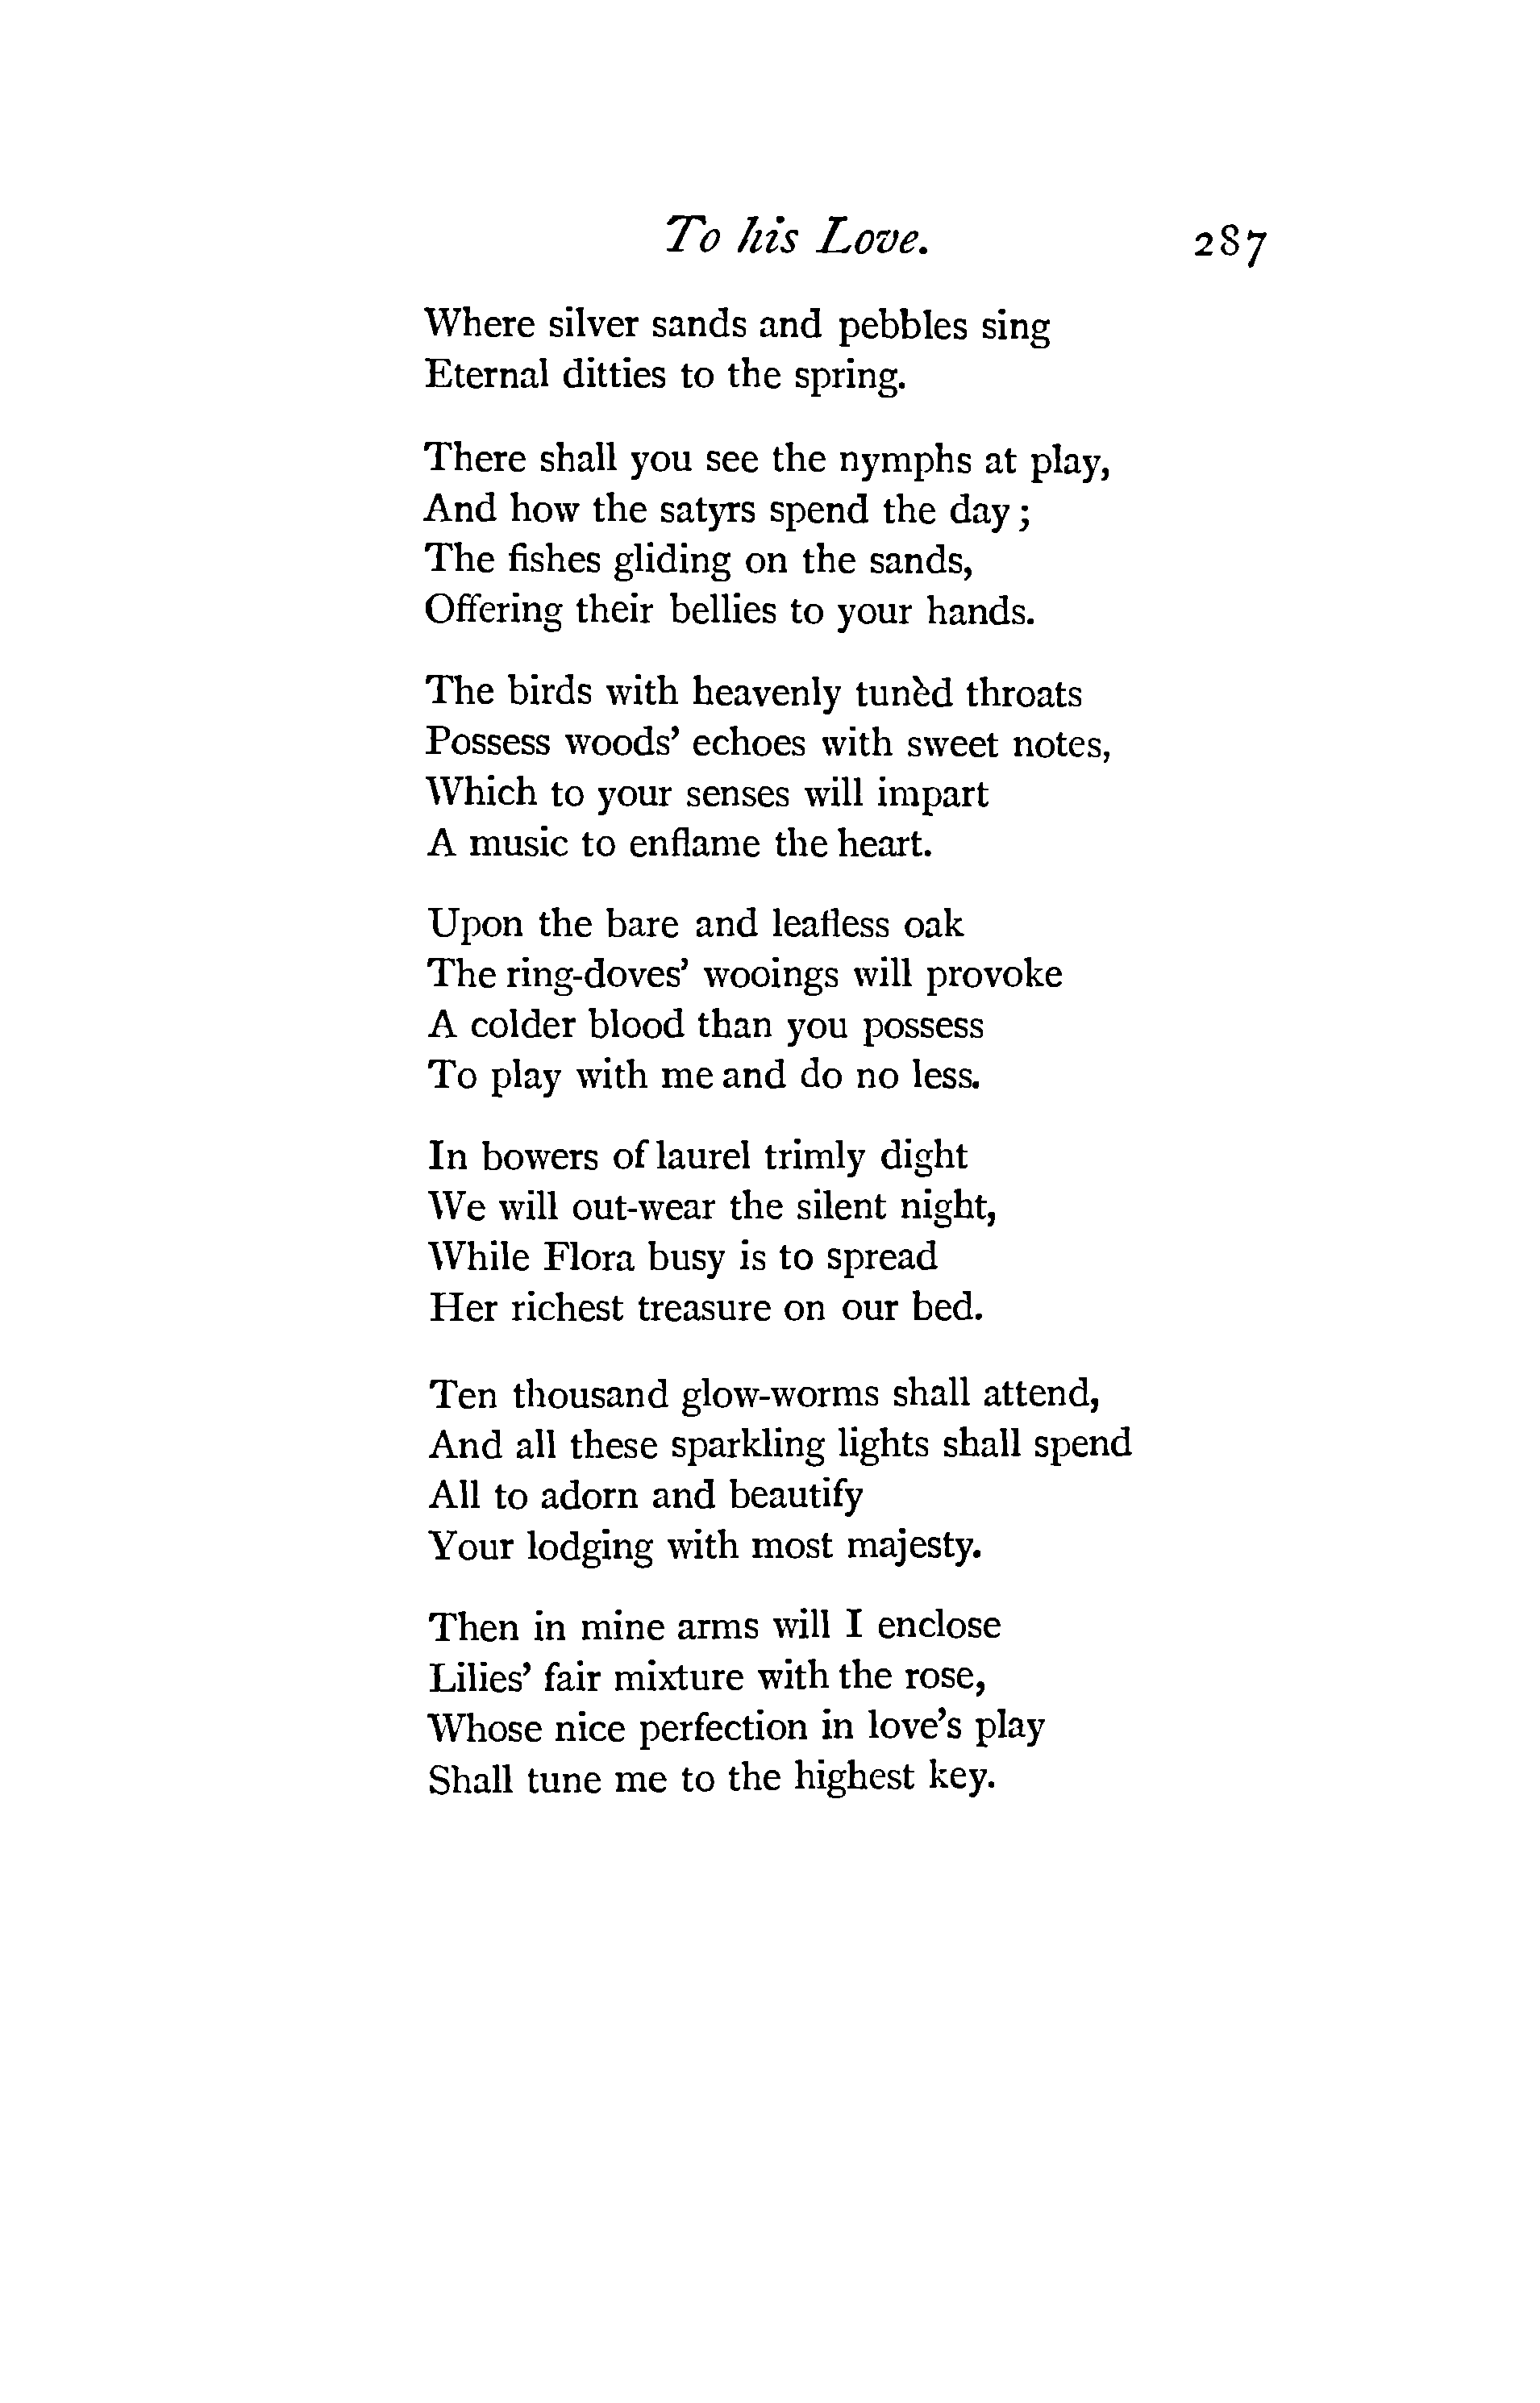 To his Love. 287
Where silver sands and pebbles sing
Eternal ditties to the spring.
There shall you see the nymphs at play,
And how the satyrs spend the day ;
The fishes gliding on the sands,
Offering their bellies to your hands.
The birds with heavenly tunèd throats
Possess woods’ echoes with sweet notes,
Which to your senses will impart
A music to enflame the heart.
Upon the bare and leafless oak
The ring-doves’ wooings will provoke
A colder blood than you possess
To play with me and do no less.
In bowers of laurel trimly dight
We will out-wear the silent night,
While Flora busy is to spread
Her richest treasure on our bed.
Ten thousand glow-worms shall attend,
And all these sparkling lights shall spend
All to adorn and beautify
Your lodging with most majesty.
Then in mine arms will I enclose
Lilies’ fair mixture with the rose,
Whose nice perfection in love’s play
Shall tune me to the highest key.